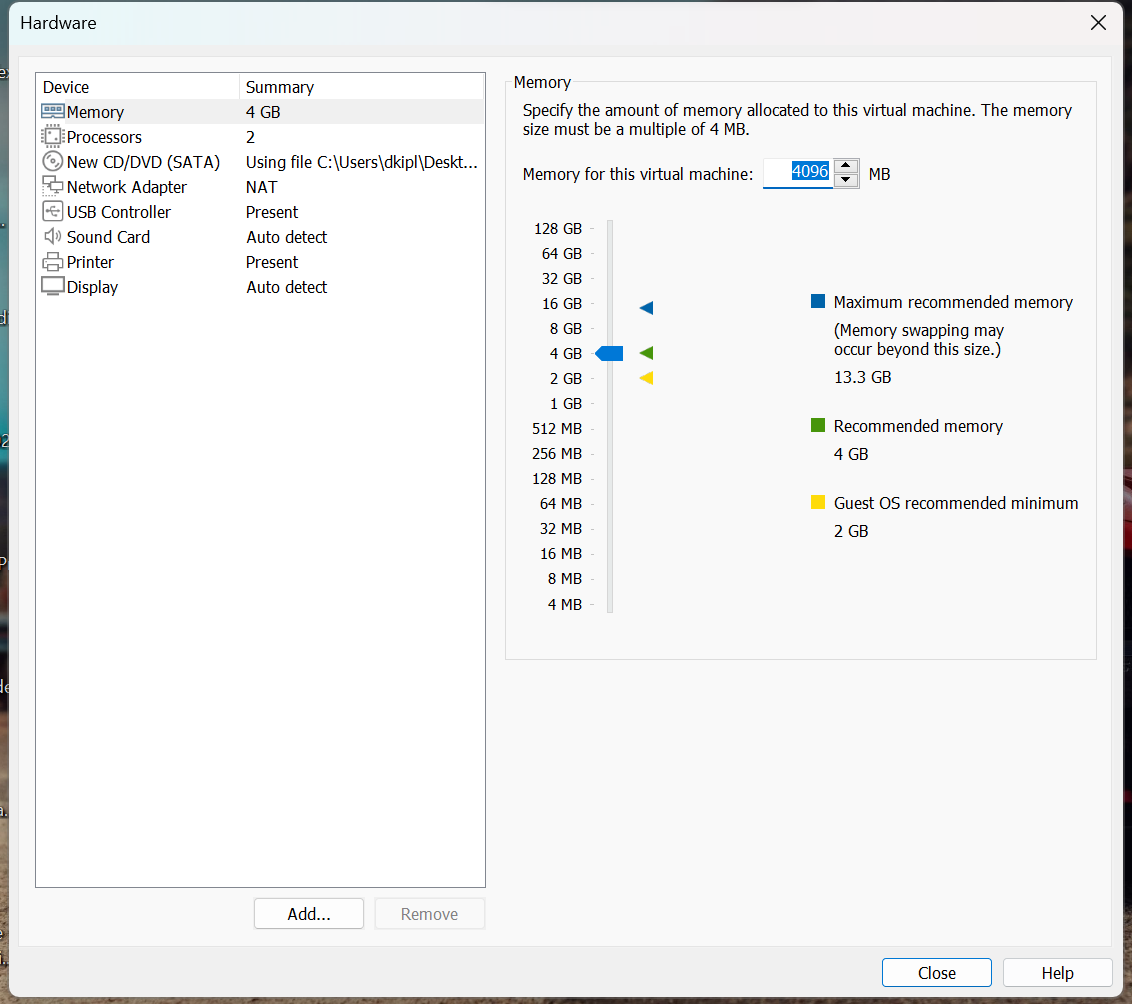 Hardware
Device Summary
Memory 4 GB
Processors 2
New CD/DVD (SATA) Using file C:\Users\dkipl\Deskt...
Network Adapter NAT
USB Controller Present
Sound Card Auto detect
Printer Present
Display Auto detect
Add... Remove
Memory
Specify the amount of memory allocated to this virtual machine. The memory
size must be a multiple of 4 MB.
Memory for this virtual machine: 4096 MB
128 GB
64 GB
32 GB
16 GB
8 GB
4 GB
2 GB
1 GB
512 MB
256 MB
128 MB
64 MB
32 MB
16 MB
8 MB
4 MB
Maximum recommended memory
(Memory swapping may
occur beyond this size.)
13.3 GB
Recommended memory
4 GB
Guest OS recommended minimum
2 GB
Close Help